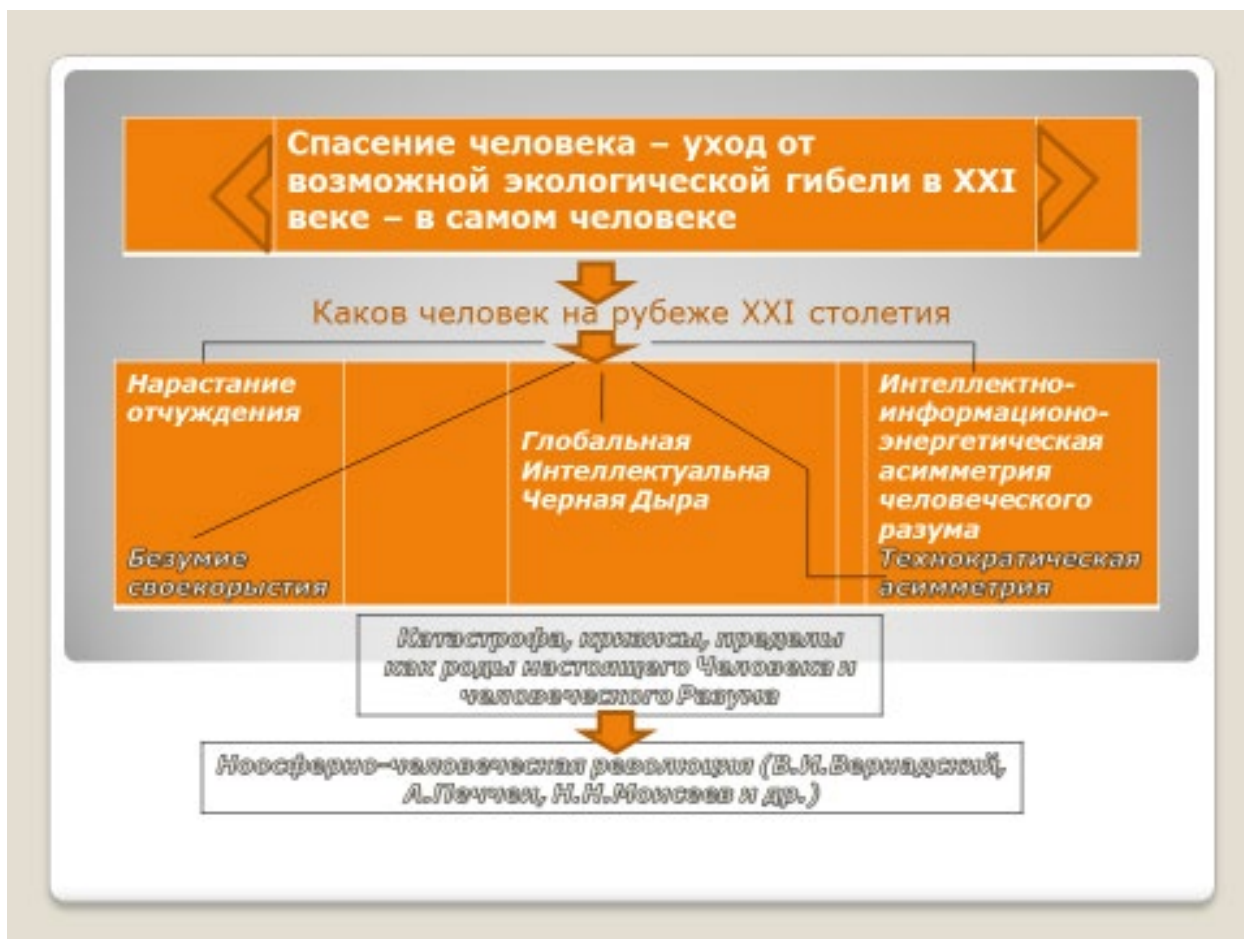 Спасение человека – уход от
возможной экологической гибели в XXI
веке – в самом человеке
Каков человек на рубеже XXI столетия
Нарастание
отчуждения
Безумие
своекорыстия
Глобальная
Интеллектуальна
Черная Дыра
Интеллектно-
информационо-
энергетическая
асимметрия
человеческого
разума
Технократическая
асимметрия
Катастрофа, кризисы, пределы
как роды настоящего Человека и
человеческого Разума
Ноосферно-человеческая революция (В.И.Вернадский,
А.Печчеи, Н.Н.Моисеев и др.)